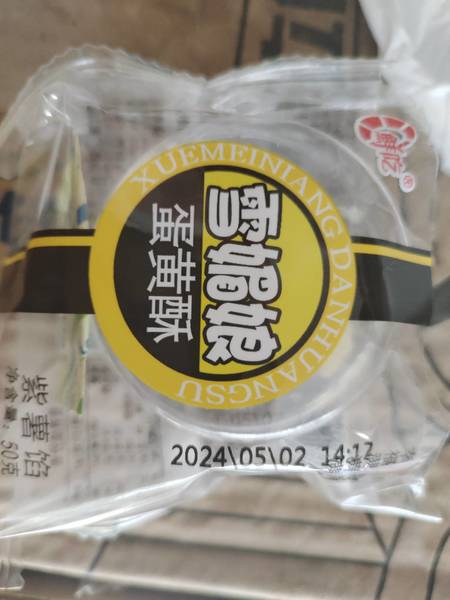 XUEMEINIANG DANHUANGSU
雪媚娘
蛋黄酥
2024\05\02 14:17
紫薯馅
净含量：50克